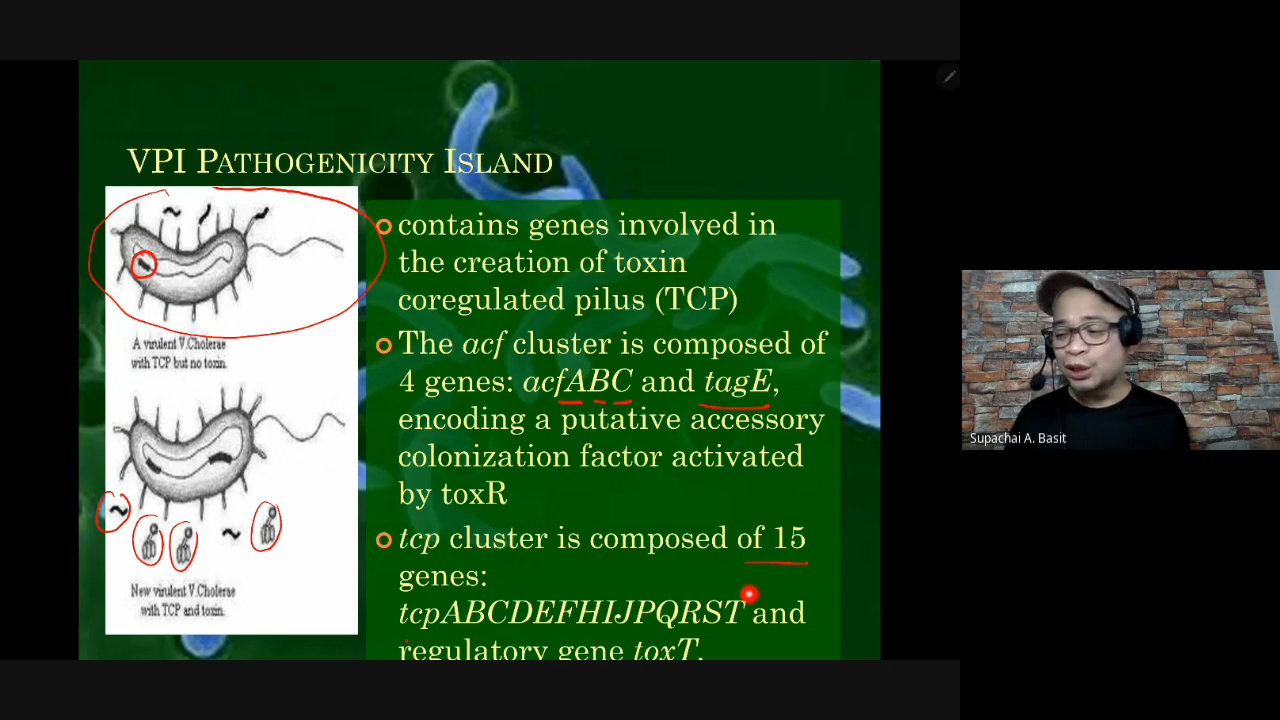 VPI PATHOGENICITY ISLAND
contains genes involved in
the creation of toxin
coregulated pilus (TCP)
The acf cluster is composed of
4 genes: acfABC and tagE,
encoding a putative accessory
colonization factor activated
by toxR
tcp cluster is composed of 15
genes:
tcpABCDEFHIJPQRST and
regulatory gene toxT.
A virulent V.Cholerae
with TCP but no toxin.
New virulent V.Cholerae
with TCP and toxin.
Supachai A. Basit